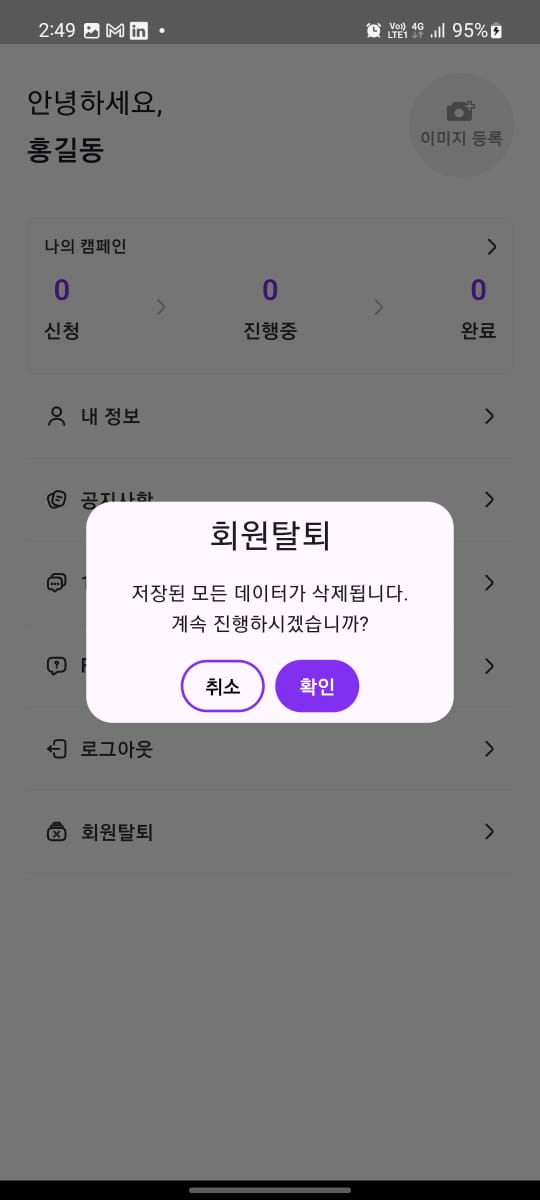 2:49
Vo)) 4G 95%
LTE1
안녕하세요,
홍길동
이미지 등록
나의 캠페인
0 0 0
신청 진행중 완료
내 정보
공지사항
회원탈퇴
저장된 모든 데이터가 삭제됩니다.
계속 진행하시겠습니까?
취소 확인
로그아웃
회원탈퇴